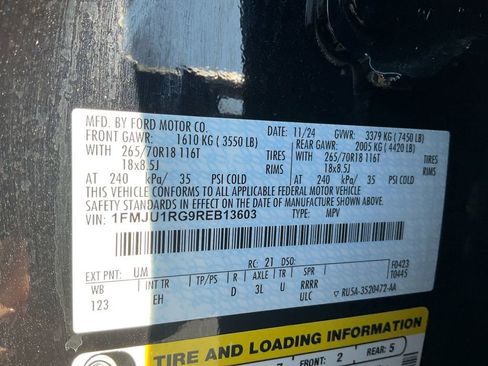 MFD. BY FORD MOTOR CO. 11/24 GVWR: 3379 KG ( 7450 LB)
FRONT GAWR: 1610 KG ( 3550 LB) REAR GAWR: 2005 KG ( 4420 LB)
WITH 265/70R18 116T TIRES WITH 265/70R18 116T TIRES
18x8.5J RIMS 18x8.5J RIMS
AT 240 kPa/ 35 PSI COLD AT 240 kPa/ 35 PSI COLD
THIS VEHICLE CONFORMS TO ALL APPLICABLE FEDERAL MOTOR VEHICLE
SAFETY STANDARDS IN EFFECT ON THE DATE OF MANUFACTURE SHOWN ABOVE.
VIN: 1FMJU1RG9REB13603 TYPE: MPV
F0423
T0445
EXT PNT: UM RC: 21 DSO:
WB INT TR TP/PS R AXLE TR SPR
123 EH D 3L U RRRR
ULC ▽ RU5A-3520472-AA
TIRE AND LOADING INFORMATION
FRONT: 2 REAR: 5